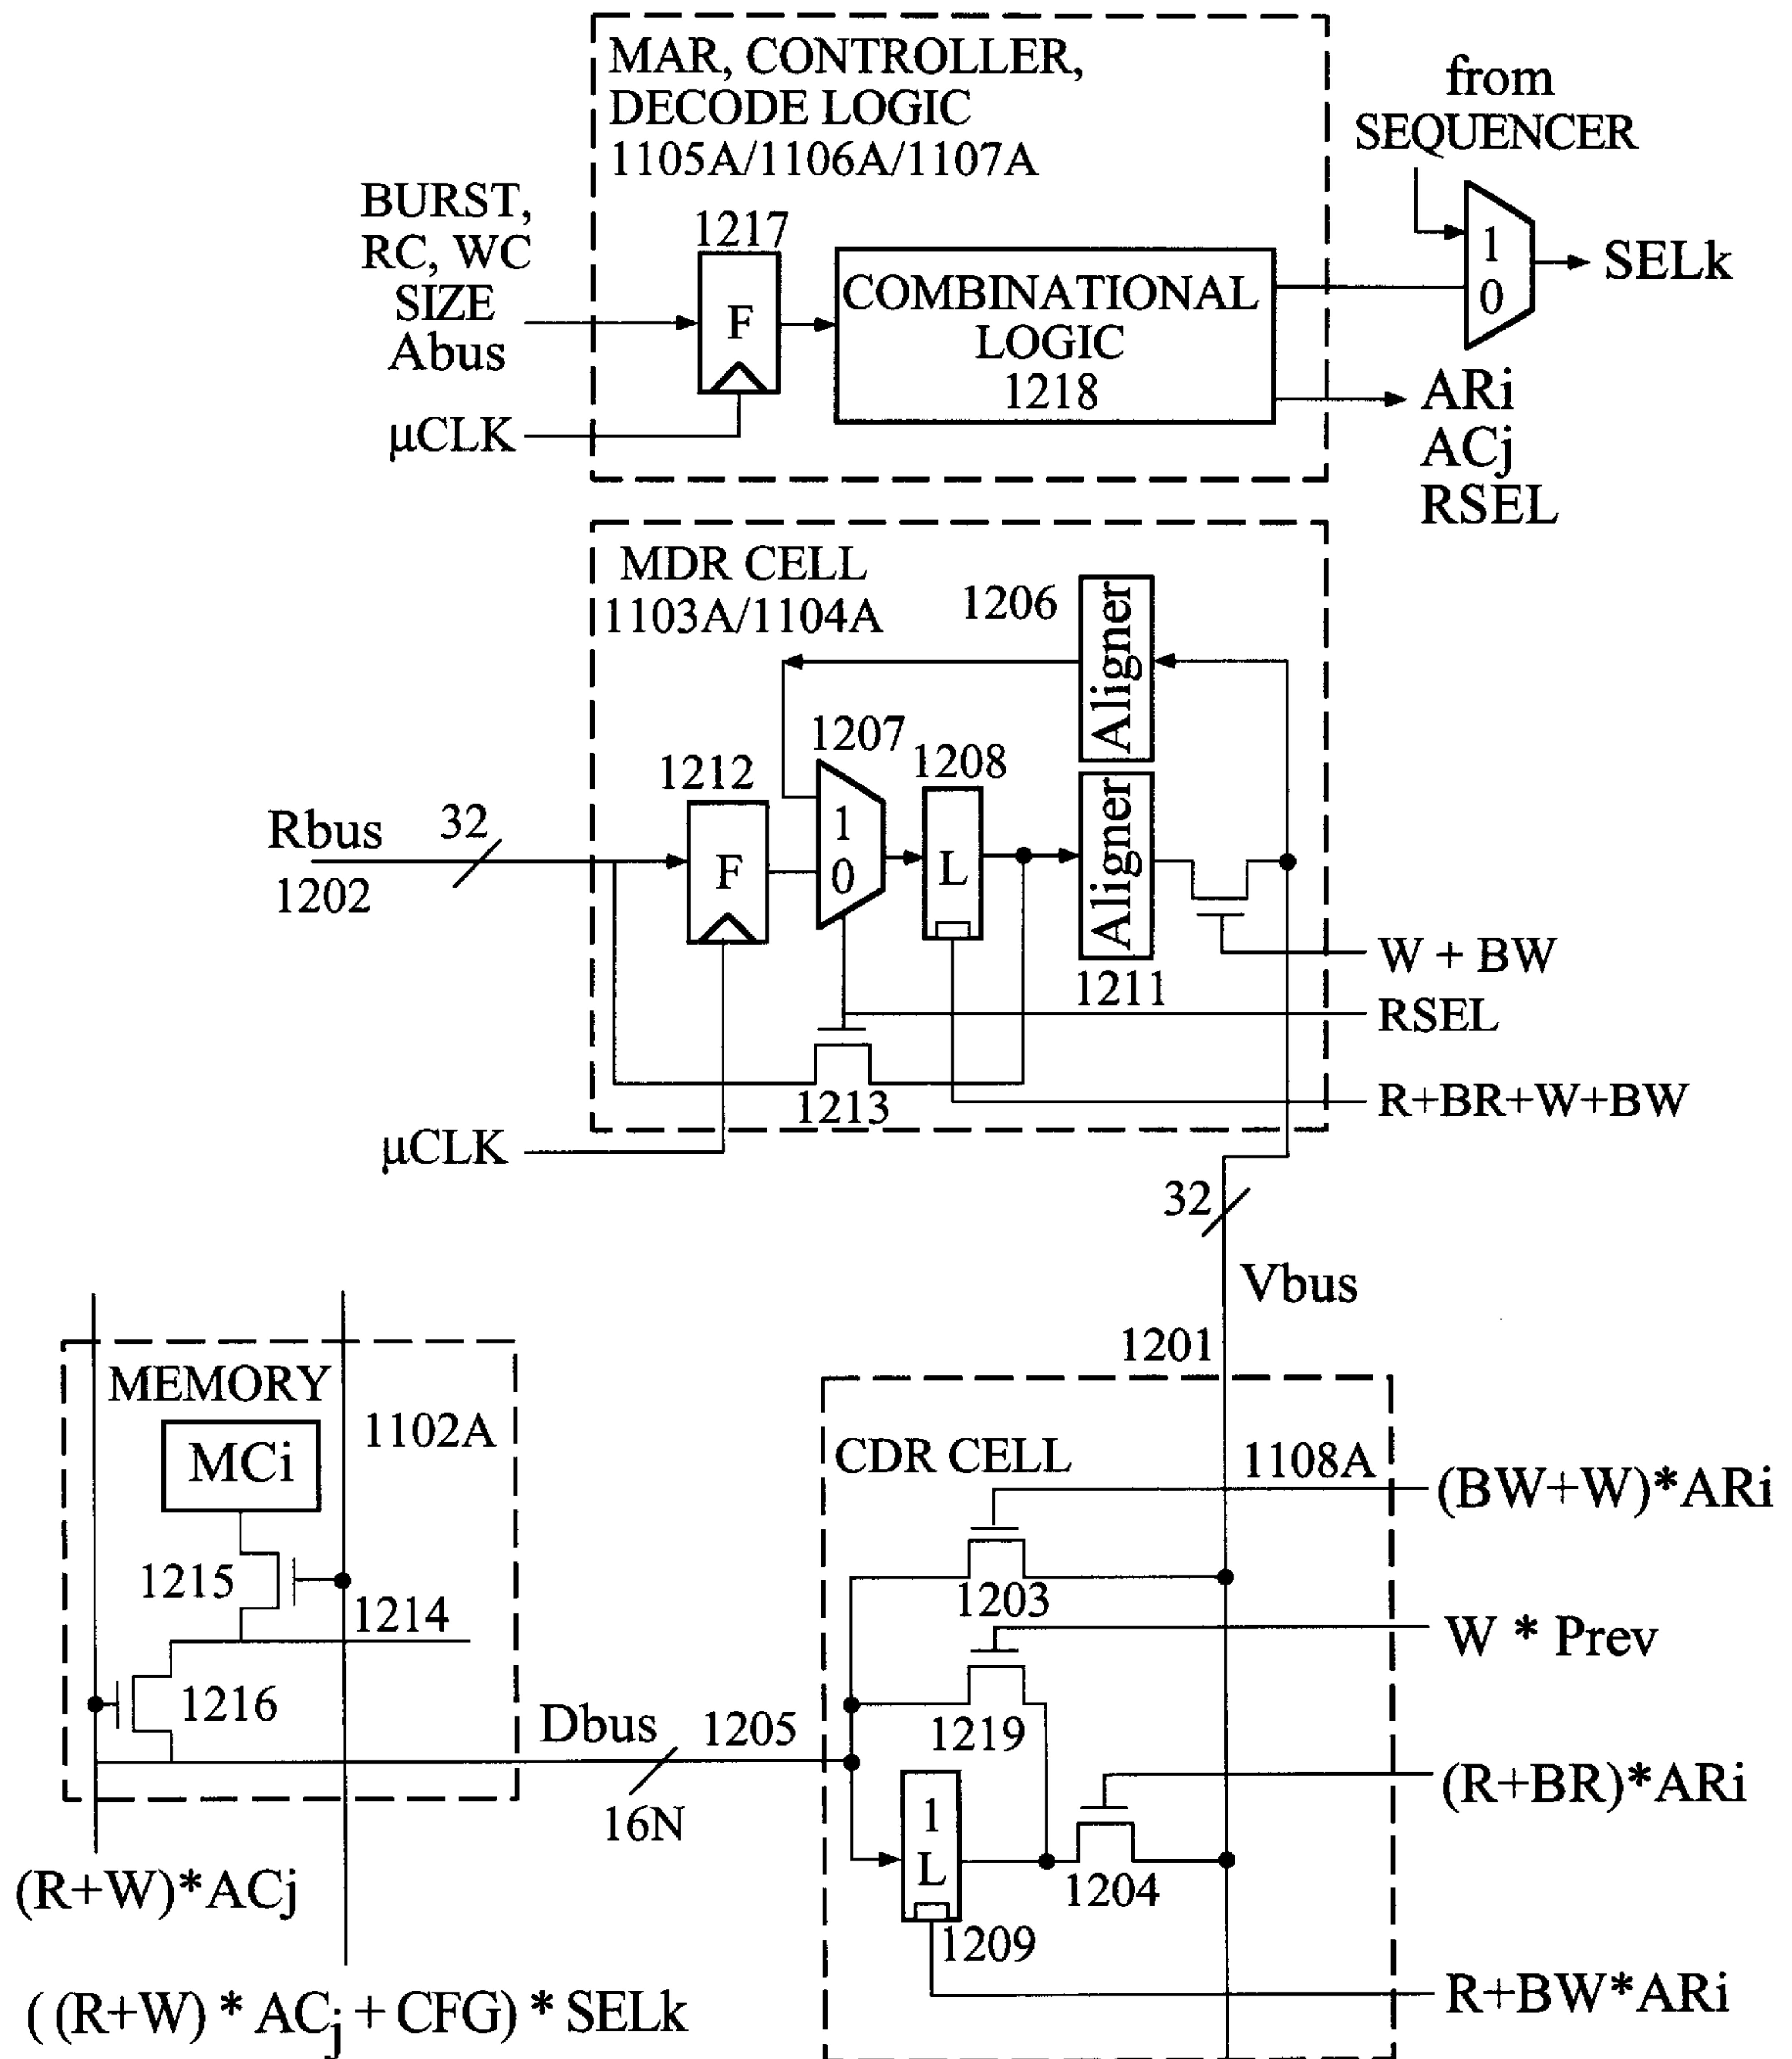 MAR, CONTROLLER,
DECODE LOGIC
1105A/1106A/1107A
from
SEQUENCER
BURST,
RC, WC
SIZE
Abus
µCLK
1217
F
COMBINATIONAL
LOGIC
1218
1
0
SELk
ARi
ACj
RSEL
MDR CELL
1103A/1104A
1206
Aligner
1207
1208
1212
Rbus
32
1202
F
1
0
L
Aligner
1211
W + BW
RSEL
1213
R+BR+W+BW
µCLK
32
Vbus
1201
MEMORY
1102A
MCi
1215
1214
1216
Dbus
1205
16N
(R+W)*ACj
((R+W) * ACj + CFG) * SELk
CDR CELL
1108A
(BW+W)*ARi
1203
W * Prev
1219
(R+BR)*ARi
1
L
1204
1209
R+BW*ARi